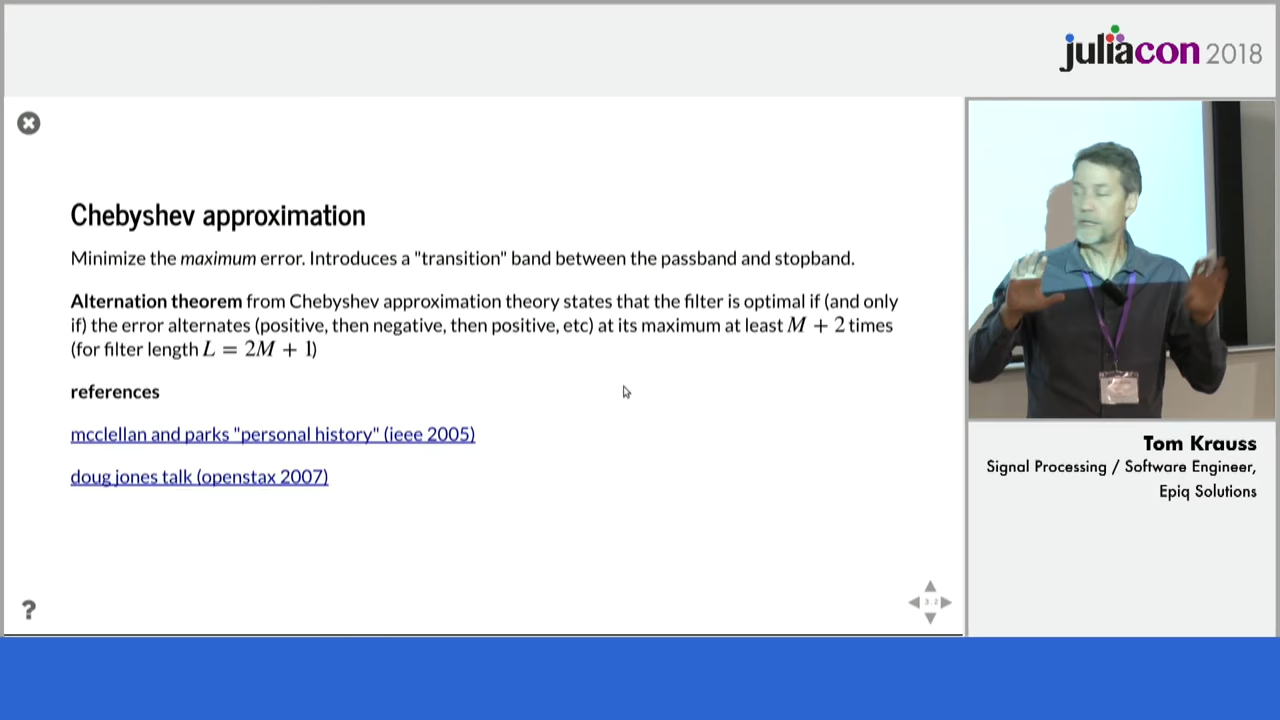 juliacon 2018
Chebyshev approximation
Minimize the maximum error. Introduces a "transition" band between the passband and stopband.
Alternation theorem from Chebyshev approximation theory states that the filter is optimal if (and only
if) the error alternates (positive, then negative, then positive, etc) at its maximum at least M + 2 times
(for filter length L = 2M + 1)
references
mcclellan and parks "personal history" (ieee 2005)
doug jones talk (openstax 2007)
Tom Krauss
Signal Processing / Software Engineer,
Epiq Solutions
?
3.2